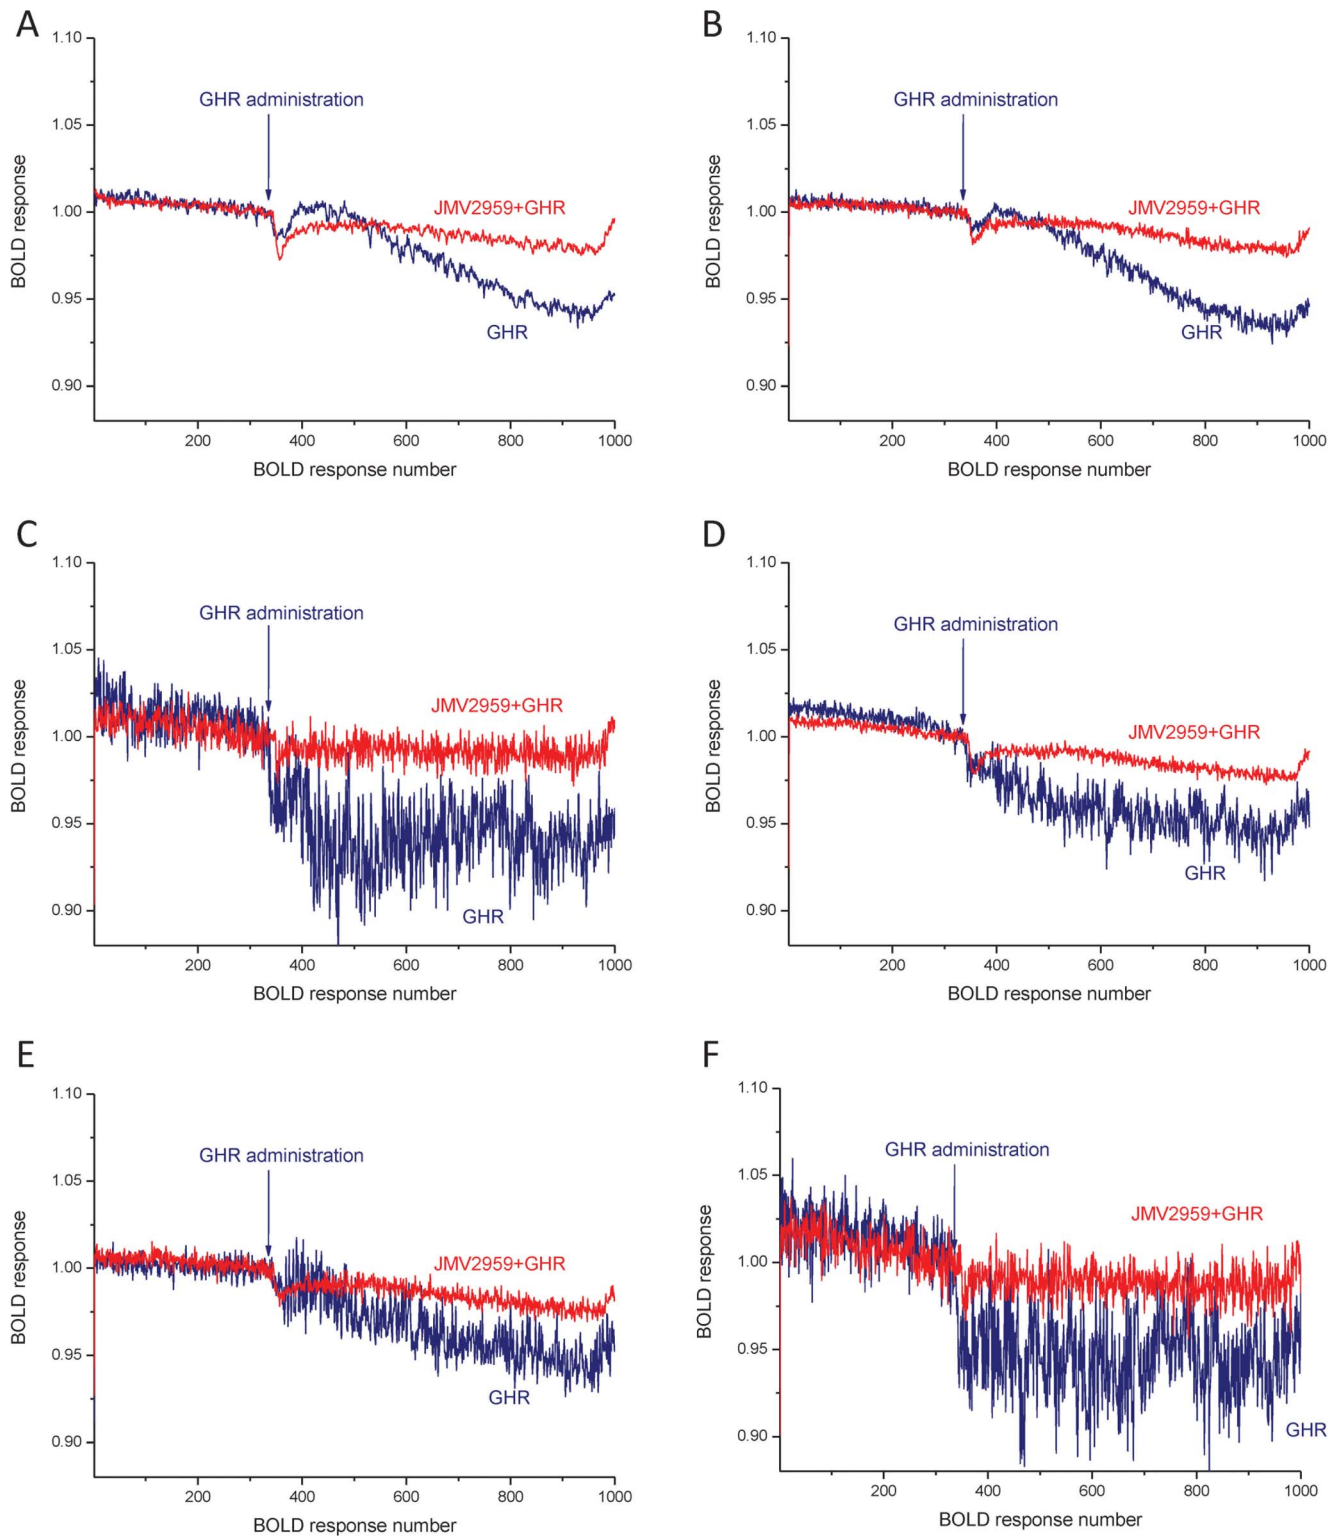 A
1.10
1.05
1.00
0.95
0.90
BOLD response
GHR administration
JMV2959+GHR
GHR
200 400 600 800 1000
BOLD response number
B
1.10
1.05
1.00
0.95
0.90
BOLD response
GHR administration
JMV2959+GHR
GHR
200 400 600 800 1000
BOLD response number
C
1.10
1.05
1.00
0.95
0.90
BOLD response
GHR administration
JMV2959+GHR
GHR
200 400 600 800 1000
BOLD response number
D
1.10
1.05
1.00
0.95
0.90
BOLD response
GHR administration
JMV2959+GHR
GHR
200 400 600 800 1000
BOLD response number
E
1.10
1.05
1.00
0.95
0.90
BOLD response
GHR administration
JMV2959+GHR
GHR
200 400 600 800 1000
BOLD response number
F
1.10
1.05
1.00
0.95
0.90
BOLD response
GHR administration
JMV2959+GHR
GHR
200 400 600 800 1000
BOLD response number